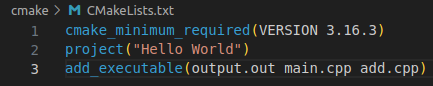 cmake > CMakeLists.txt
1 cmake_minimum_required(VERSION 3.16.3)
2 project("Hello World")
3 add_executable(output.out main.cpp add.cpp)